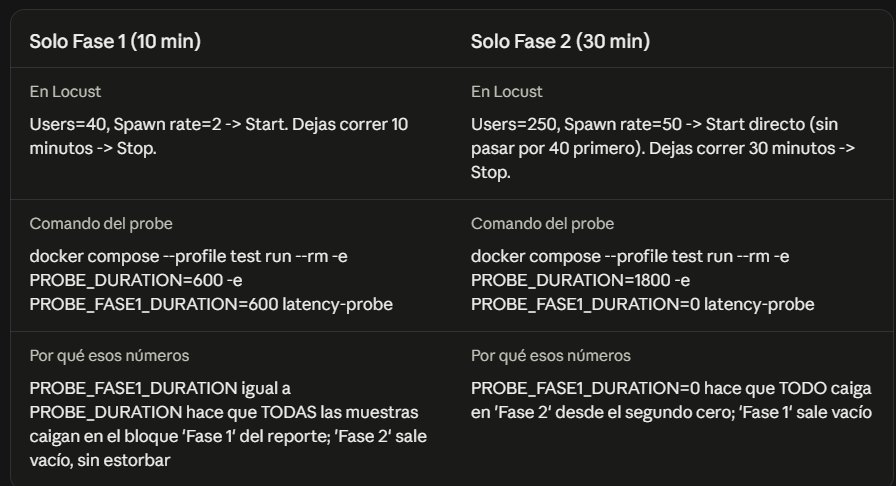 Solo Fase 1 (10 min)
Solo Fase 2 (30 min)
En Locust
Users=40, Spawn rate=2 -> Start. Dejas correr 10
minutos -> Stop.
En Locust
Users=250, Spawn rate=50 -> Start directo (sin
pasar por 40 primero). Dejas correr 30 minutos ->
Stop.
Comando del probe
docker compose --profile test run --rm -e
PROBE_DURATION=600 -e
PROBE_FASE1_DURATION=600 latency-probe
Comando del probe
docker compose --profile test run --rm -e
PROBE_DURATION=1800 -e
PROBE_FASE1_DURATION=0 latency-probe
Por qué esos números
PROBE_FASE1_DURATION igual a
PROBE_DURATION hace que TODAS las muestras
caigan en el bloque 'Fase 1' del reporte; 'Fase 2' sale
vacío, sin estorbar
Por qué esos números
PROBE_FASE1_DURATION=0 hace que TODO caiga
en 'Fase 2' desde el segundo cero; 'Fase 1' sale vacío